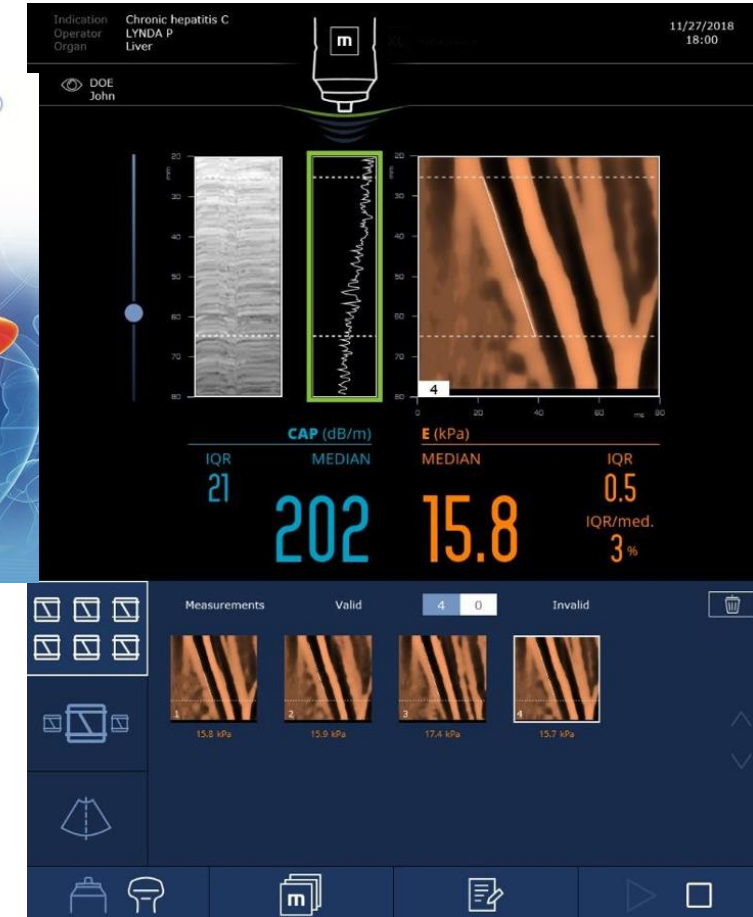 Indication Chronic hepatitis C
Operator LYNDA P
Organ Liver
11/27/2018
18:00
m
DOE
John
20
30
40
50
60
70
80
mm
20
30
40
50
60
70
80
mm
4
0 20 40 60 ms 80
CAP (dB/m)
IQR MEDIAN
21 202
E (kPa)
MEDIAN IQR
15.8 0.5
IQR/med.
3 %
Measurements Valid 4 0 Invalid
1 2 3 4
15.8 kPa 15.9 kPa 17.4 kPa 15.7 kPa
m